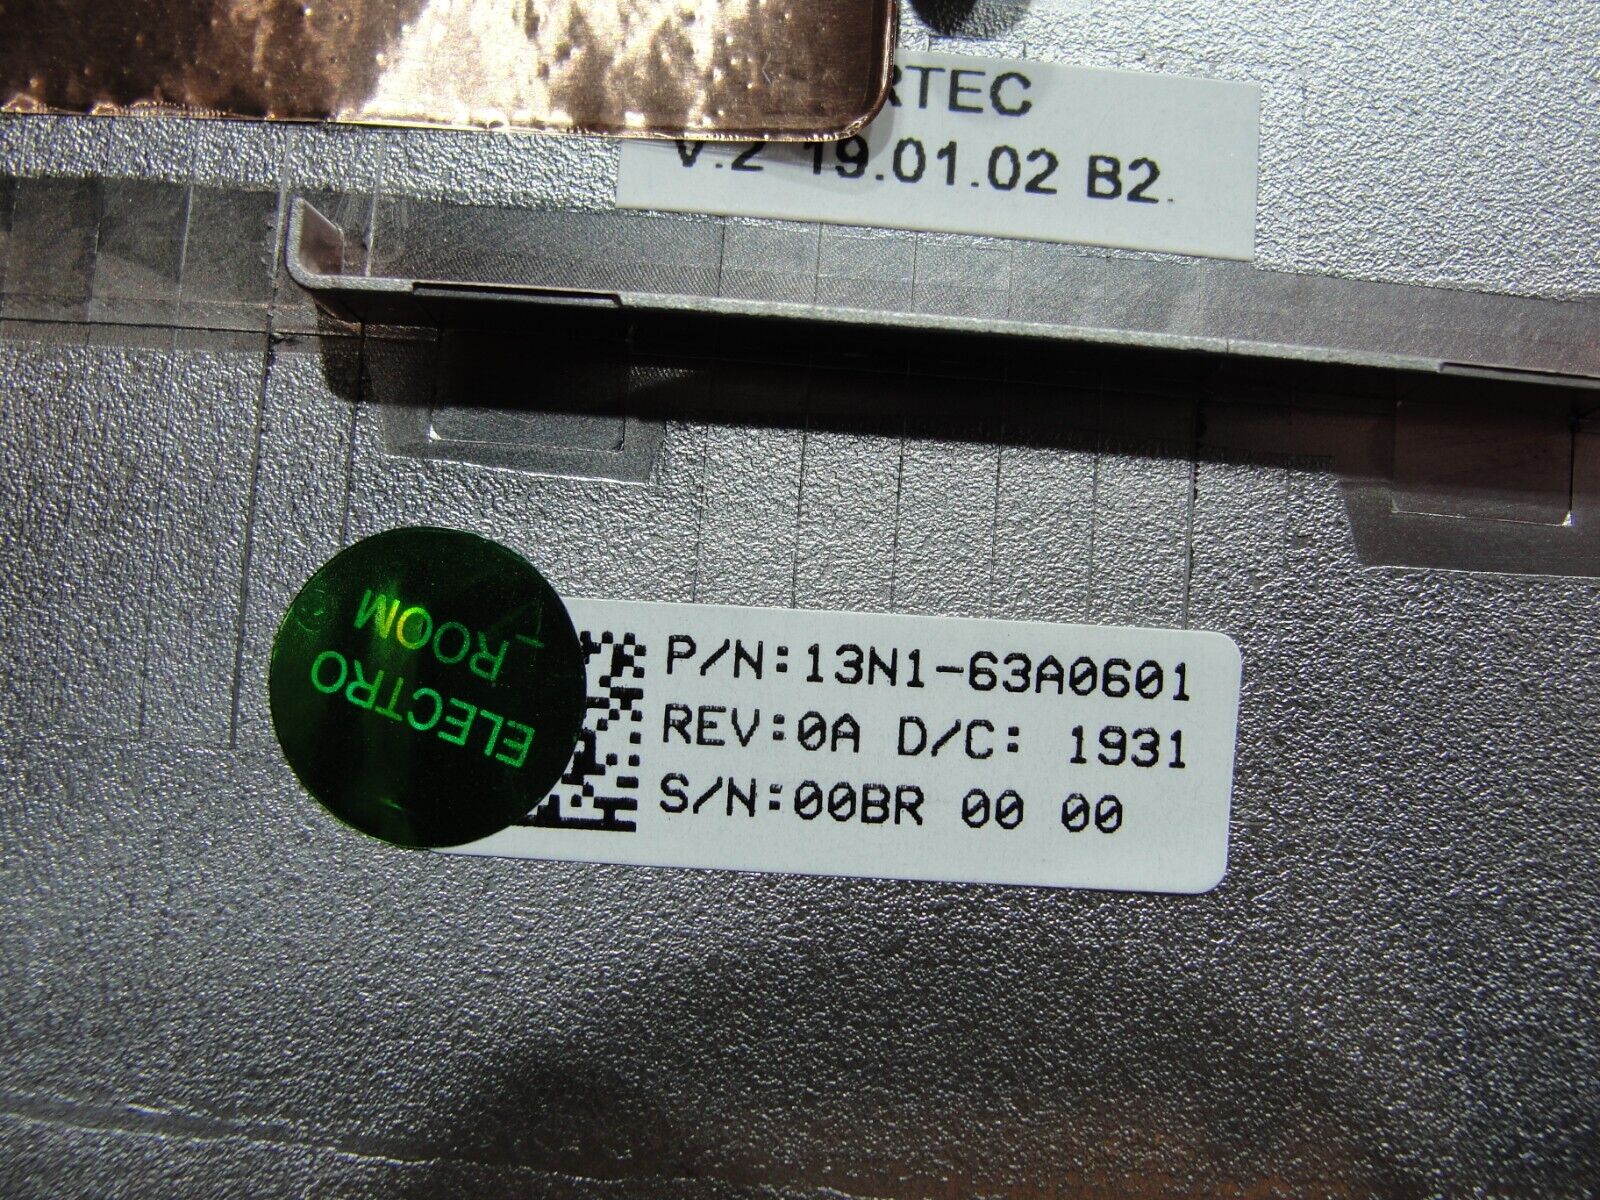 RTEC
V.2 19.01.02 B2.
ELECTRO
ROOM
P/N:13N1-63A0601
REV:0A D/C: 1931
S/N:00BR 00 00